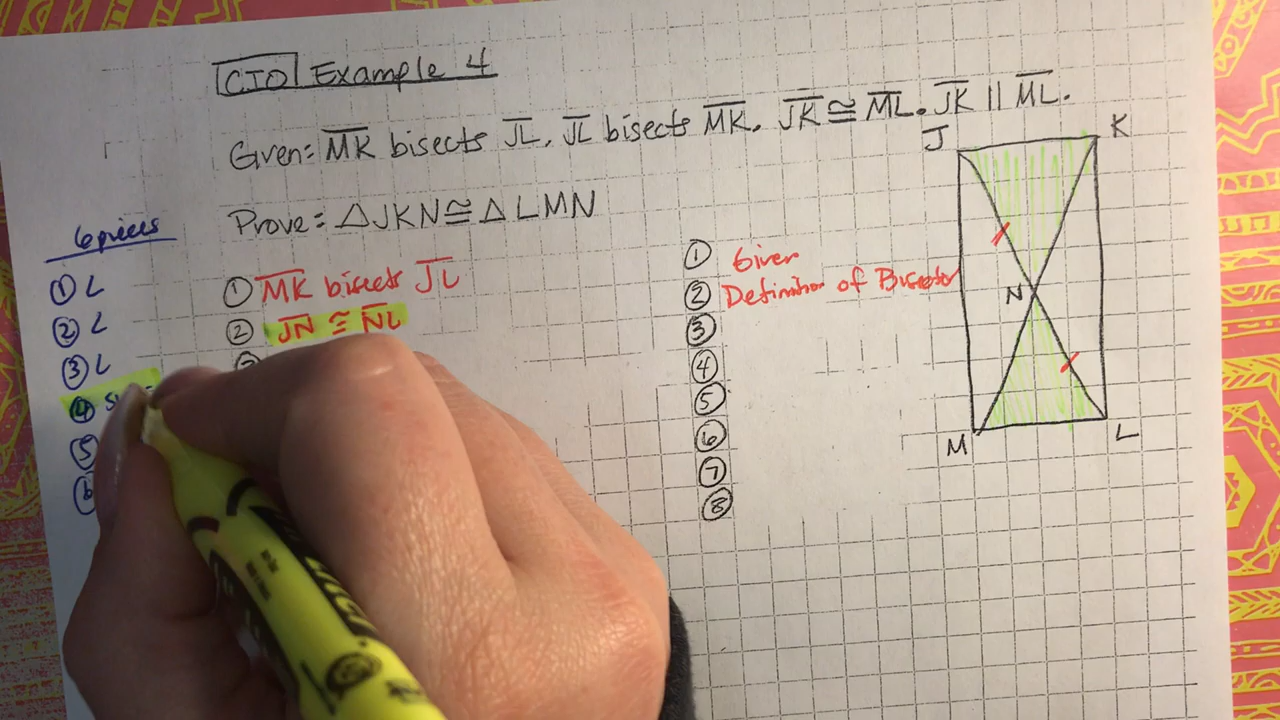 CIO Example 4
Given: MK bisects JL. JL bisects MK. JK ≅ ML. JK || ML.
Prove: △JKN ≅ △LMN
6 pieces
① L
② L
③ L
④
⑤
⑥
① MK bisects JL
② JN ≅ NL
① Given
② Definition of Bisector
③
④
⑤
⑥
⑦
⑧
J
K
N
M
L